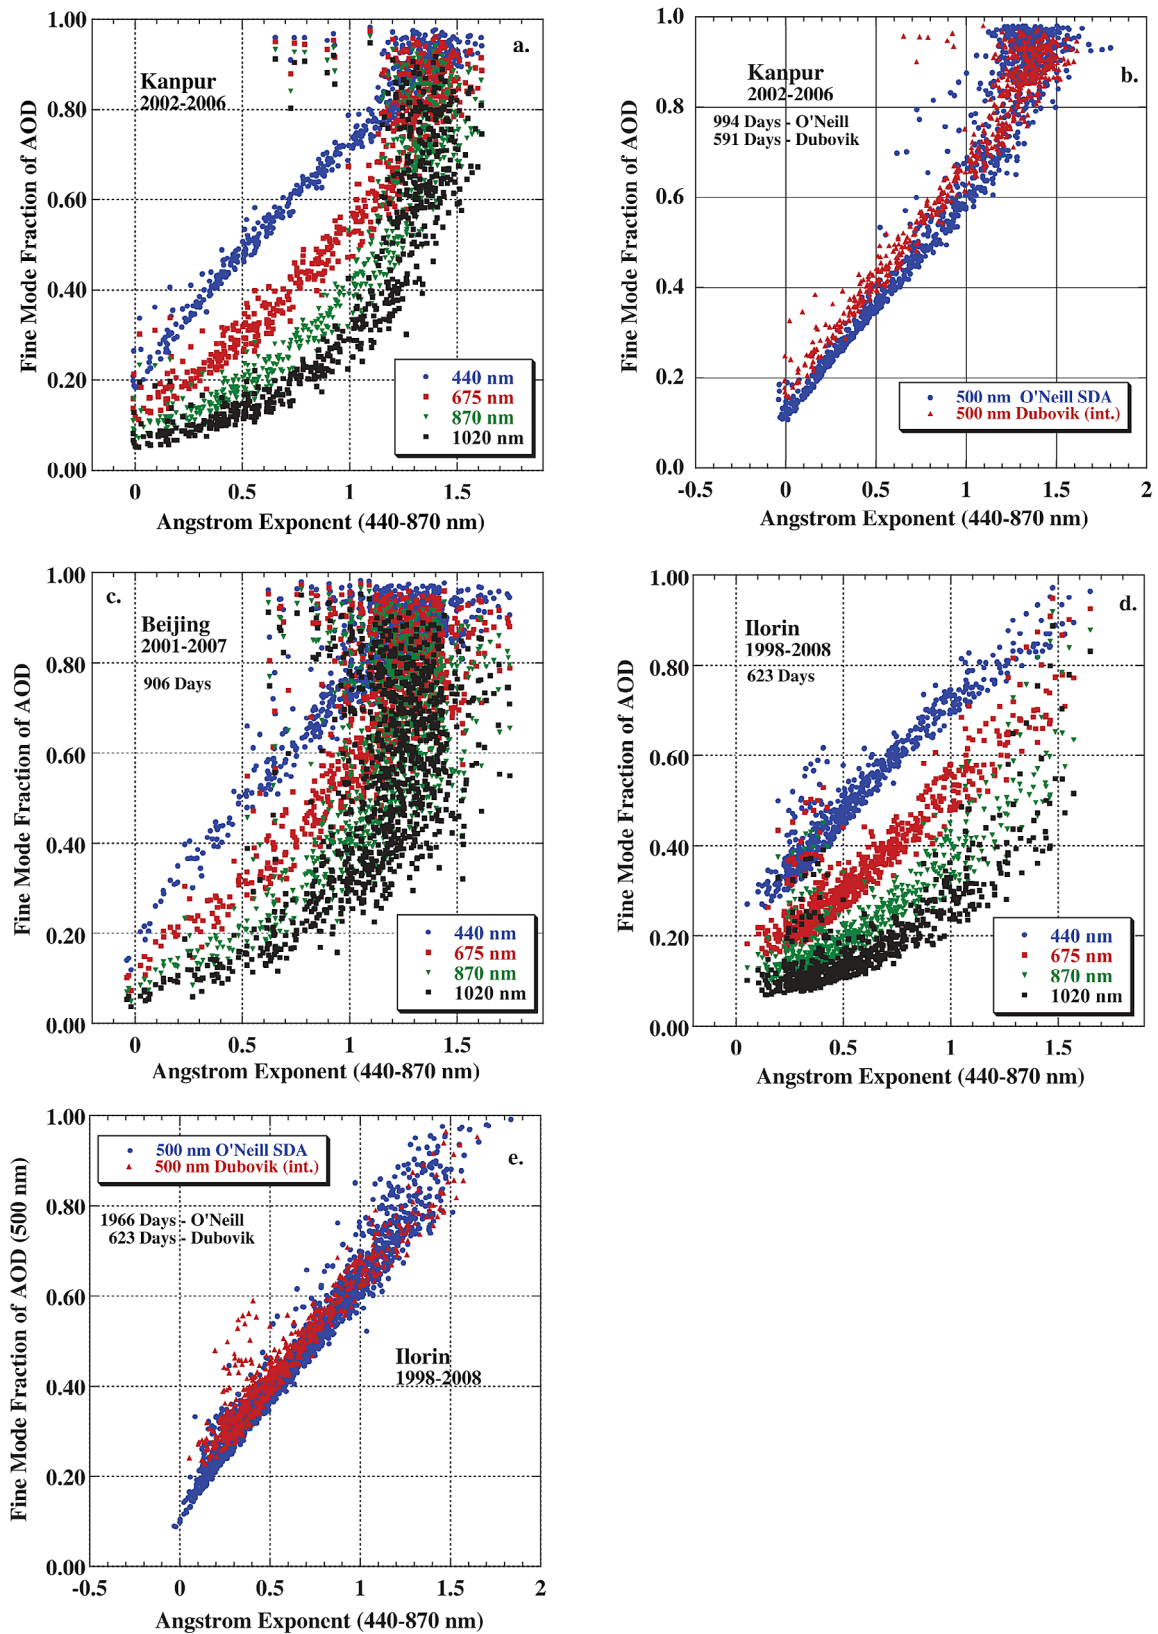 a.
Kanpur
2002-2006
Fine Mode Fraction of AOD
1.00
0.80
0.60
0.40
0.20
0.00
440 nm
675 nm
870 nm
1020 nm
0
0.5
1
1.5
Angstrom Exponent (440-870 nm)
b.
Kanpur
2002-2006
994 Days - O'Neill
591 Days - Dubovik
Fine Mode Fraction of AOD
1.0
0.8
0.6
0.4
0.2
0.0
500 nm O'Neill SDA
500 nm Dubovik (int.)
-0.5
0
0.5
1
1.5
2
Angstrom Exponent (440-870 nm)
c.
Beijing
2001-2007
906 Days
Fine Mode Fraction of AOD
1.00
0.80
0.60
0.40
0.20
0.00
440 nm
675 nm
870 nm
1020 nm
0
0.5
1
1.5
Angstrom Exponent (440-870 nm)
d.
Ilorin
1998-2008
623 Days
Fine Mode Fraction of AOD
1.00
0.80
0.60
0.40
0.20
0.00
440 nm
675 nm
870 nm
1020 nm
0
0.5
1
1.5
Angstrom Exponent (440-870 nm)
e.
500 nm O'Neill SDA
500 nm Dubovik (int.)
1966 Days - O'Neill
623 Days - Dubovik
Ilorin
1998-2008
Fine Mode Fraction of AOD (500 nm)
1.00
0.80
0.60
0.40
0.20
0.00
-0.5
0
0.5
1
1.5
2
Angstrom Exponent (440-870 nm)